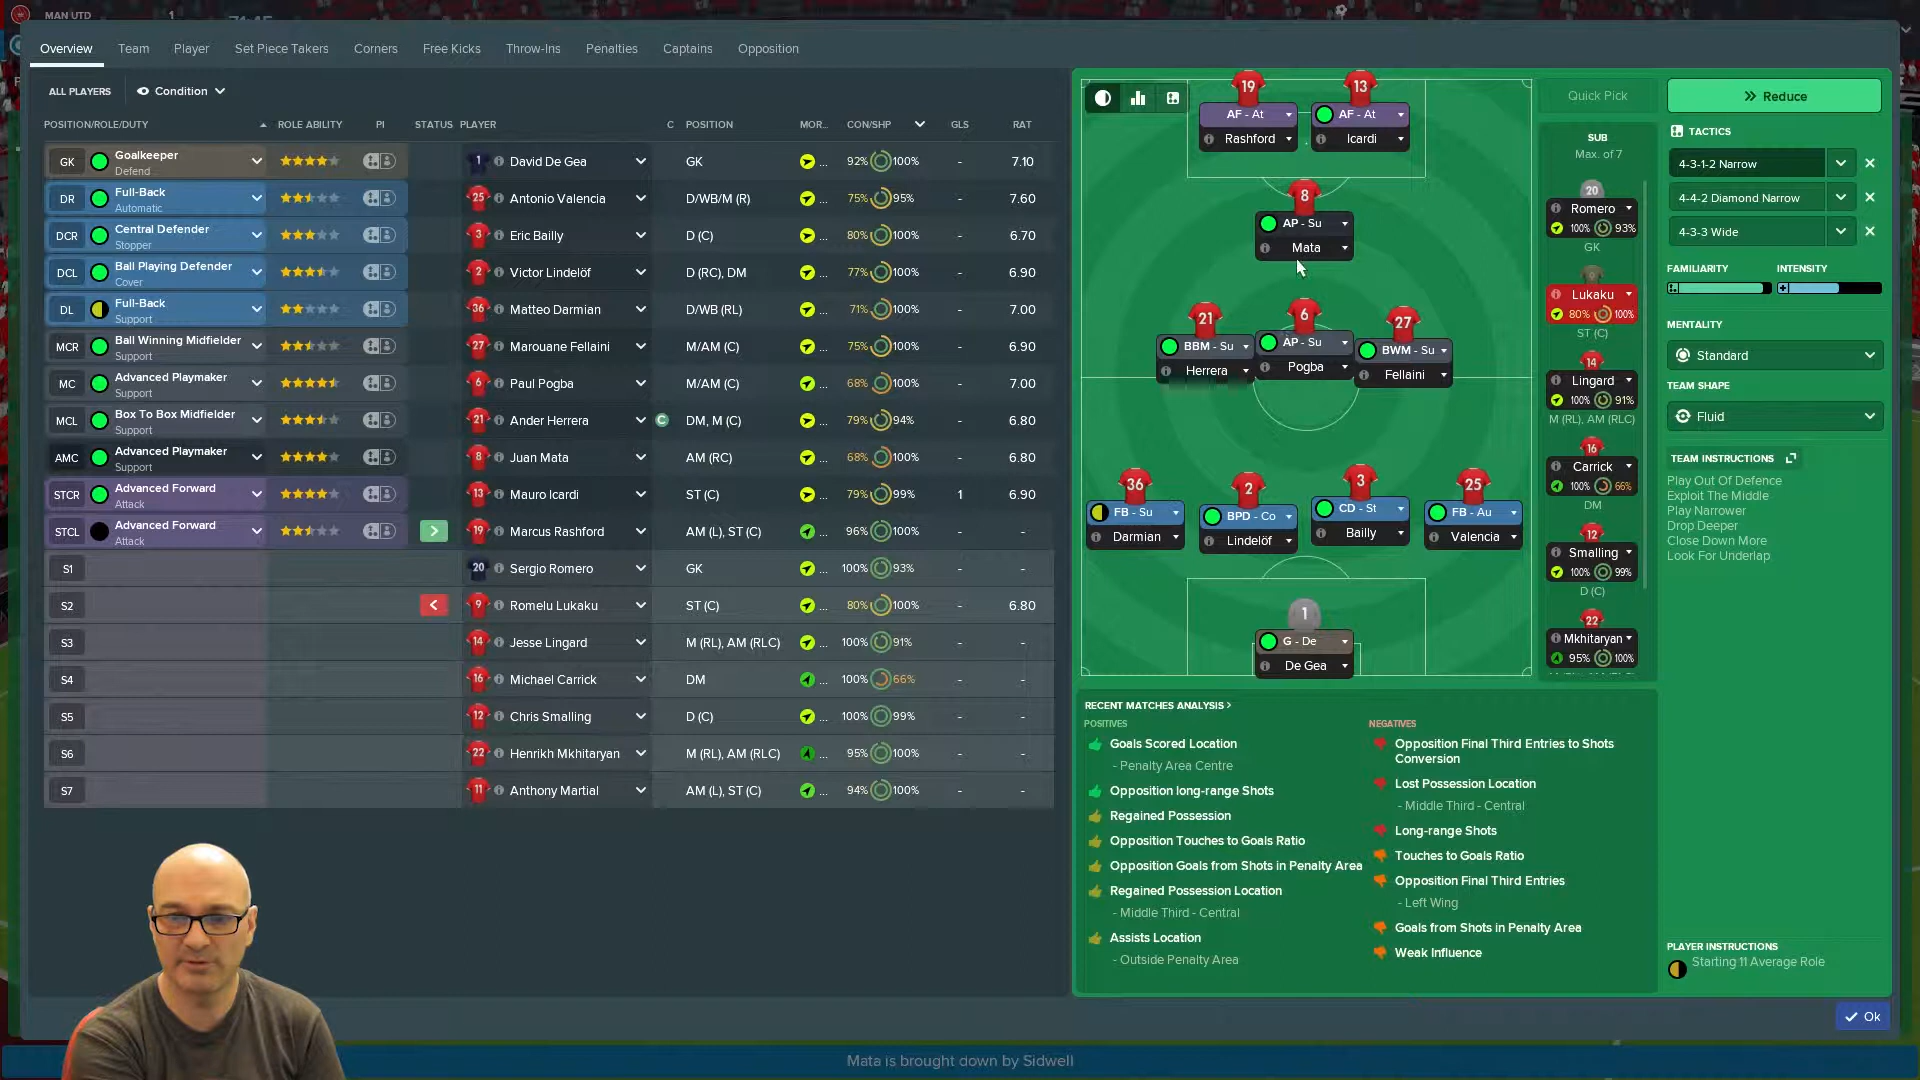 MAN UTD
1
Overview Team Player Set Piece Takers Corners Free Kicks Throw-Ins Penalties Captains Opposition
ALL PLAYERS Condition
POSITION/ROLE/DUTY ROLE ABILITY PI STATUS PLAYER C POSITION MOR... CON/SHP GLS RAT
GK Goalkeeper Defend 1 David De Gea GK ... 92% 100% - 7.10
DR Full-Back Automatic 25 Antonio Valencia D/WB/M (R) ... 75% 95% - 7.60
DCR Central Defender Stopper 3 Eric Bailly D (C) ... 80% 100% - 6.70
DCL Ball Playing Defender Cover 2 Victor Lindelöf D (RC), DM ... 77% 100% - 6.90
DL Full-Back Support 36 Matteo Darmian D/WB (RL) ... 71% 100% - 7.00
MCR Ball Winning Midfielder Support 27 Marouane Fellaini M/AM (C) ... 75% 100% - 6.90
MC Advanced Playmaker Support 6 Paul Pogba M/AM (C) ... 68% 100% - 7.00
MCL Box To Box Midfielder Support 21 Ander Herrera C DM, M (C) ... 79% 94% - 6.80
AMC Advanced Playmaker Support 8 Juan Mata AM (RC) ... 68% 100% - 6.80
STCR Advanced Forward Attack 13 Mauro Icardi ST (C) ... 79% 99% 1 6.90
STCL Advanced Forward Attack 19 Marcus Rashford AM (L), ST (C) ... 96% 100% - -
S1 20 Sergio Romero GK ... 100% 93% - -
S2 9 Romelu Lukaku ST (C) ... 80% 100% - 6.80
S3 14 Jesse Lingard M (RL), AM (RLC) ... 100% 91% - -
S4 16 Michael Carrick DM ... 100% 66% - -
S5 12 Chris Smalling D (C) ... 100% 99% - -
S6 22 Henrikh Mkhitaryan M (RL), AM (RLC) ... 95% 100% - -
S7 11 Anthony Martial AM (L), ST (C) ... 94% 100% - -
19 13
AF - At AF - At
Rashford Icardi
8
AP - Su
Mata
21 6 27
BBM - Su AP - Su BWM - Su
Herrera Pogba Fellaini
36 2 3 25
FB - Su BPD - Co CD - St FB - Au
Darmian Lindelöf Bailly Valencia
1
G - De
De Gea
Quick Pick
SUB
Max. of 7
20
Romero
100% 93%
GK
Lukaku
80% 100%
ST (C)
14
Lingard
100% 91%
M (RL), AM (RLC)
16
Carrick
100% 66%
DM
12
Smalling
100% 99%
D (C)
22
Mkhitaryan
95% 100%
Reduce
TACTICS
4-3-1-2 Narrow
4-4-2 Diamond Narrow
4-3-3 Wide
FAMILIARITY INTENSITY
MENTALITY
Standard
TEAM SHAPE
Fluid
TEAM INSTRUCTIONS
Play Out Of Defence
Exploit The Middle
Play Narrower
Drop Deeper
Close Down More
Look For Underlap
PLAYER INSTRUCTIONS
Starting 11 Average Role
RECENT MATCHES ANALYSIS >
POSITIVES
Goals Scored Location
- Penalty Area Centre
Opposition long-range Shots
Regained Possession
Opposition Touches to Goals Ratio
Opposition Goals from Shots in Penalty Area
Regained Possession Location
- Middle Third - Central
Assists Location
- Outside Penalty Area
NEGATIVES
Opposition Final Third Entries to Shots
Conversion
Lost Possession Location
- Middle Third - Central
Long-range Shots
Touches to Goals Ratio
Opposition Final Third Entries
- Left Wing
Goals from Shots in Penalty Area
Weak Influence
Ok
Mata is brought down by Sidwell